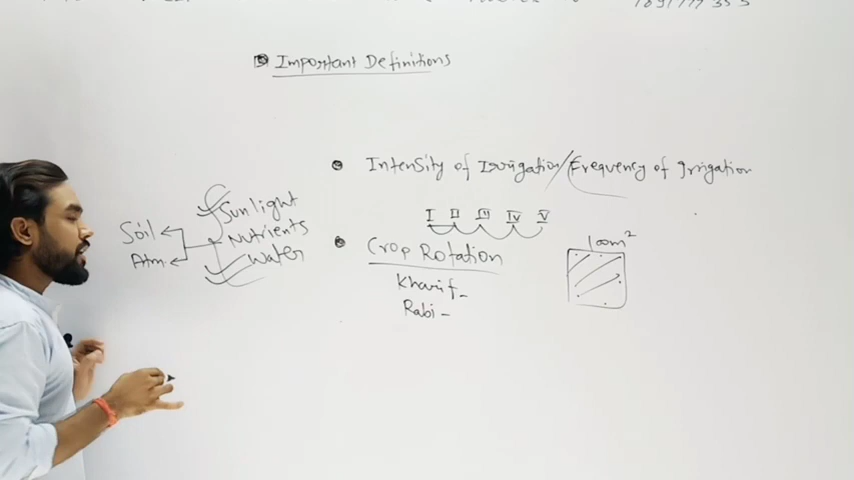 Important Definitions
Intensity of Irrigation/Frequency of Irrigation
Sunlight
Soil
Nutrients
Atm.
Water
I II III IV V
Crop Rotation
Kharif-
Rabi-
100m²